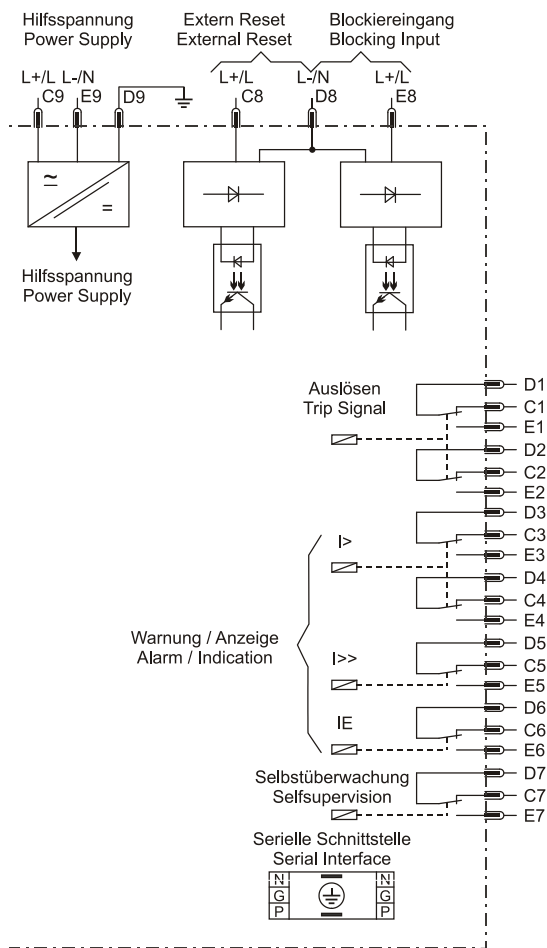 Hilfsspannung
Power Supply
Extern Reset
External Reset
Blockiereingang
Blocking Input
L+/L L-/N
C9 E9 D9
L+/L L-/N L+/L
C8 D8 E8
≃
=
Hilfsspannung
Power Supply
Auslösen
Trip Signal
D1
C1
E1
D2
C2
E2
D3
I>
C3
E3
D4
C4
E4
Warnung / Anzeige
Alarm / Indication
D5
I>>
C5
E5
D6
IE
C6
E6
Selbstüberwachung
Selfsupervision
D7
C7
E7
Serielle Schnittstelle
Serial Interface
N N
G G
P P